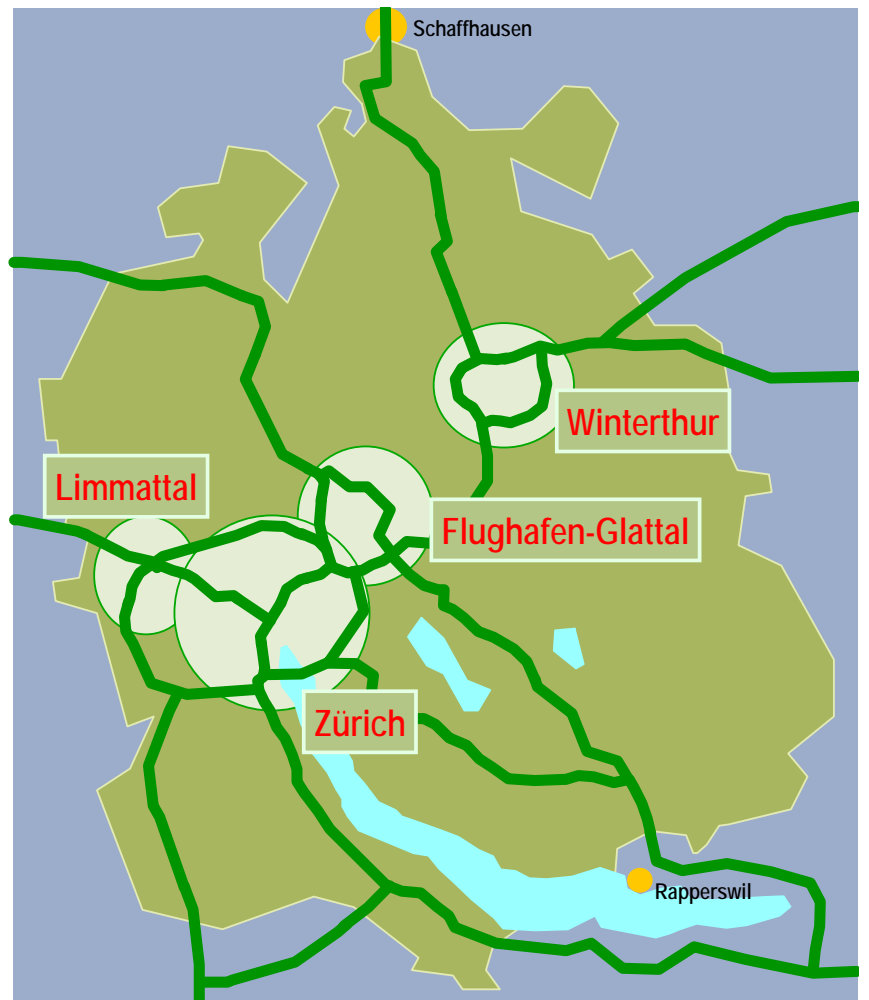 Schaffhausen
Winterthur
Limmattal
Flughafen-Glattal
Zürich
Rapperswil